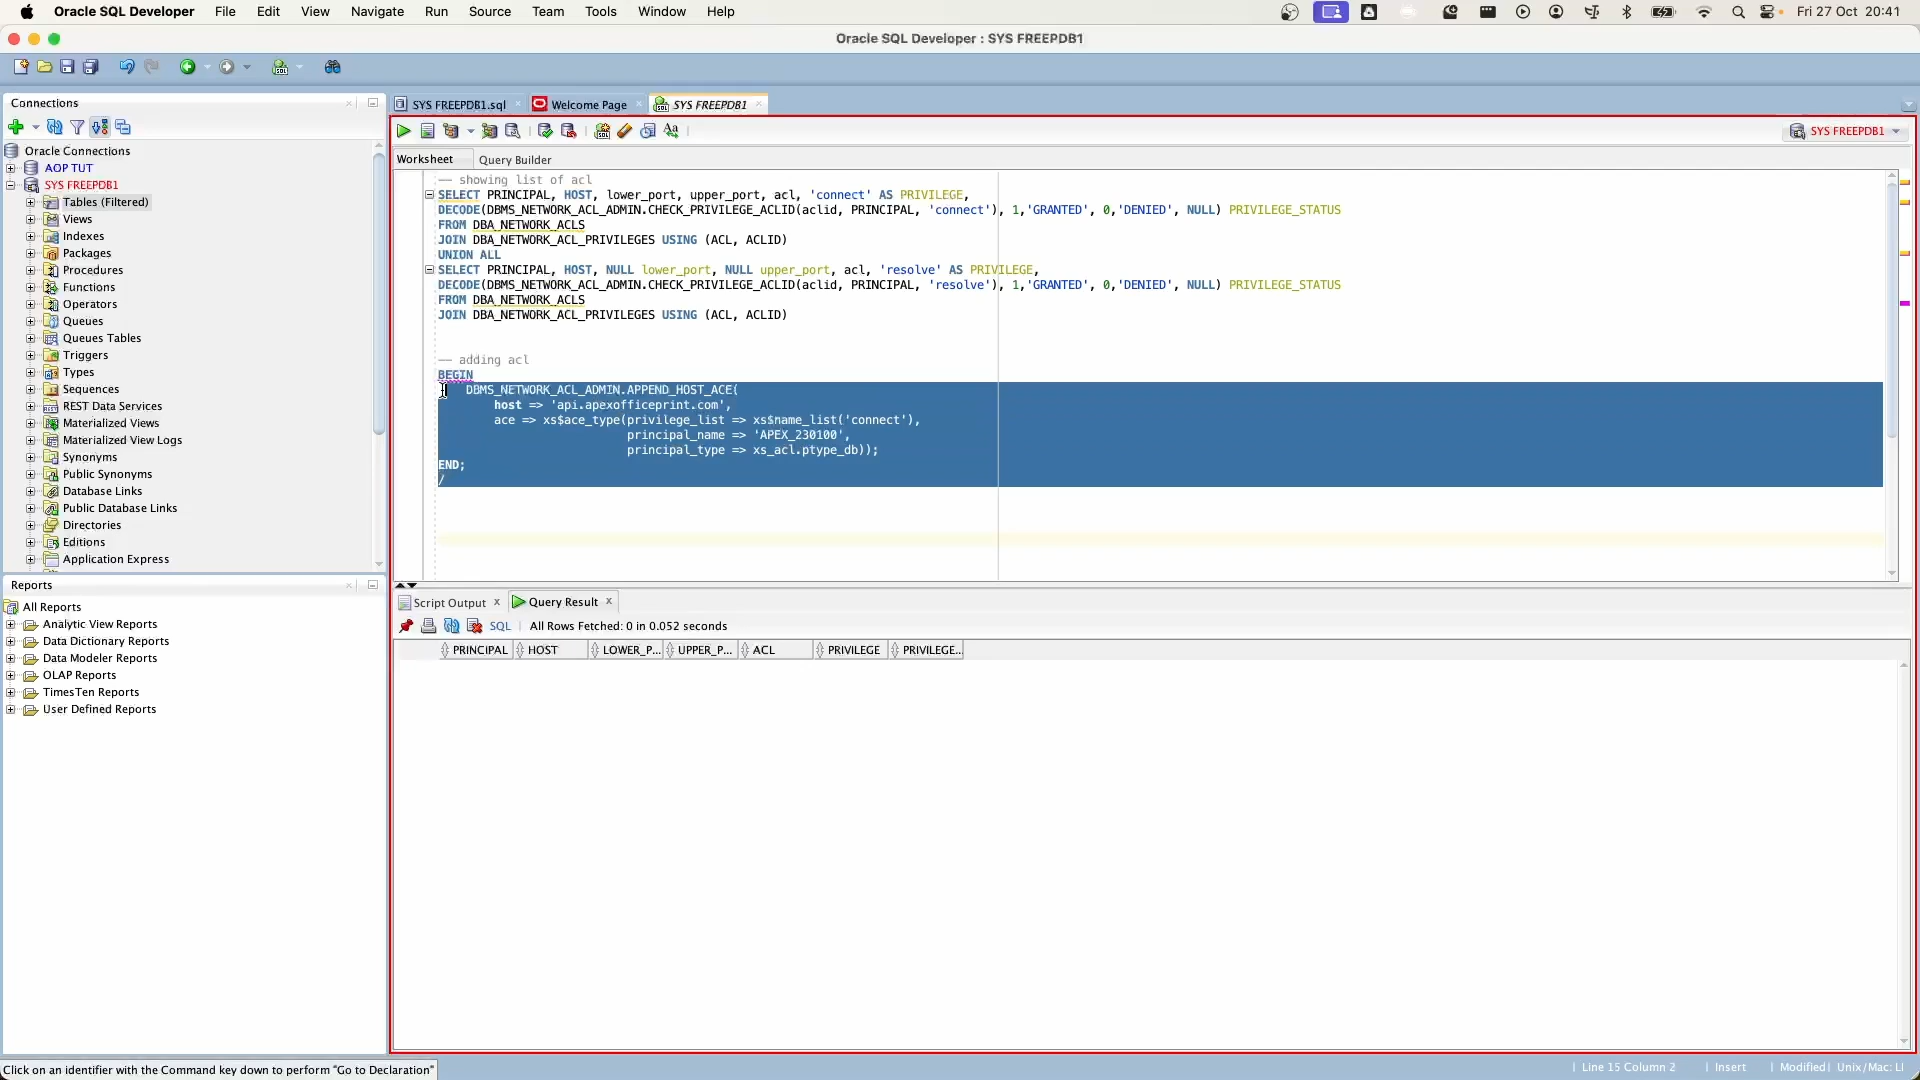 Oracle SQL Developer File Edit View Navigate Run Source Team Tools Window Help Fri 27 Oct 20:41
Oracle SQL Developer : SYS FREEPDB1
Connections
Oracle Connections
AOP TUT
SYS FREEPDB1
Tables (Filtered)
Views
Indexes
Packages
Procedures
Functions
Operators
Queues
Queues Tables
Triggers
Types
Sequences
REST Data Services
Materialized Views
Materialized View Logs
Synonyms
Public Synonyms
Database Links
Public Database Links
Directories
Editions
Application Express
Reports
All Reports
Analytic View Reports
Data Dictionary Reports
Data Modeler Reports
OLAP Reports
TimesTen Reports
User Defined Reports
SYS FREEPDB1.sql Welcome Page SYS FREEPDB1
SYS FREEPDB1
Worksheet Query Builder
-- showing list of acl
SELECT PRINCIPAL, HOST, lower_port, upper_port, acl, 'connect' AS PRIVILEGE,
DECODE(DBMS_NETWORK_ACL_ADMIN.CHECK_PRIVILEGE_ACLID(aclid, PRINCIPAL, 'connect'), 1,'GRANTED', 0,'DENIED', NULL) PRIVILEGE_STATUS
FROM DBA_NETWORK_ACLS
JOIN DBA_NETWORK_ACL_PRIVILEGES USING (ACL, ACLID)
UNION ALL
SELECT PRINCIPAL, HOST, NULL lower_port, NULL upper_port, acl, 'resolve' AS PRIVILEGE,
DECODE(DBMS_NETWORK_ACL_ADMIN.CHECK_PRIVILEGE_ACLID(aclid, PRINCIPAL, 'resolve'), 1,'GRANTED', 0,'DENIED', NULL) PRIVILEGE_STATUS
FROM DBA_NETWORK_ACLS
JOIN DBA_NETWORK_ACL_PRIVILEGES USING (ACL, ACLID)
-- adding acl
BEGIN
DBMS_NETWORK_ACL_ADMIN.APPEND_HOST_ACE(
host => 'api.apexofficeprint.com',
ace => xs$ace_type(privilege_list => xs$name_list('connect'),
principal_name => 'APEX_230100',
principal_type => xs_acl.ptype_db));
END;
/
Script Output Query Result
SQL All Rows Fetched: 0 in 0.052 seconds
PRINCIPAL HOST LOWER_P... UPPER_P... ACL PRIVILEGE PRIVILEGE...
Click on an identifier with the Command key down to perform "Go to Declaration" Line 15 Column 2 Insert Modified Unix/Mac: LI